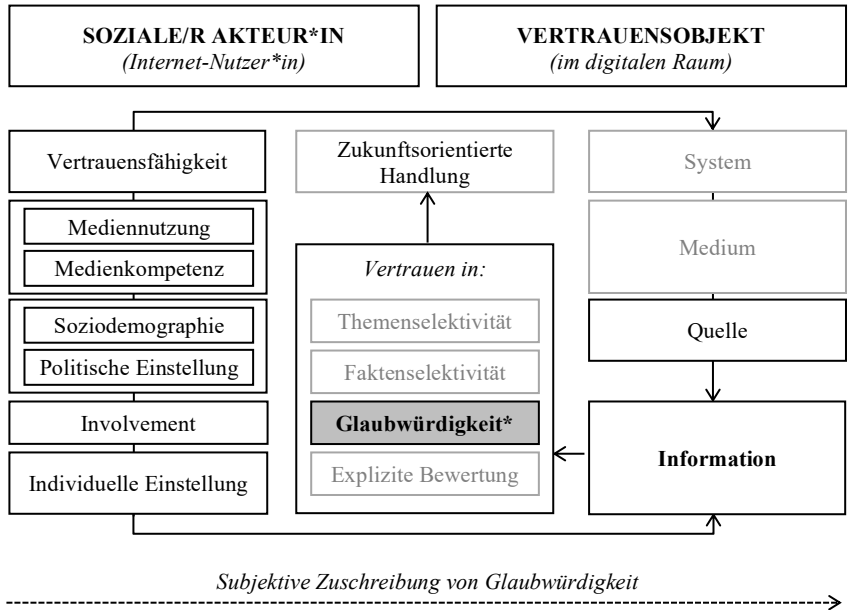 SOZIALE/R AKTEUR*IN
(Internet-Nutzer*in)
VERTRAUENSOBJEKT
(im digitalen Raum)
Vertrauensfähigkeit
Mediennutzung
Medienkompetenz
Soziodemographie
Politische Einstellung
Involvement
Individuelle Einstellung
Zukunftsorientierte
Handlung
Vertrauen in:
Themenselektivität
Faktenselektivität
Glaubwürdigkeit*
Explizite Bewertung
System
Medium
Quelle
Information
Subjektive Zuschreibung von Glaubwürdigkeit